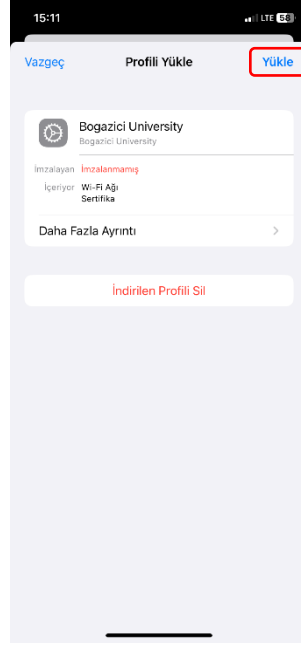 15:11
LTE 58
Vazgeç Profili Yükle Yükle
Bogazici University
Bogazici University
İmzalayan İmzalanmamış
İçeriyor Wi-Fi Ağı
Sertifika
Daha Fazla Ayrıntı
İndirilen Profili Sil